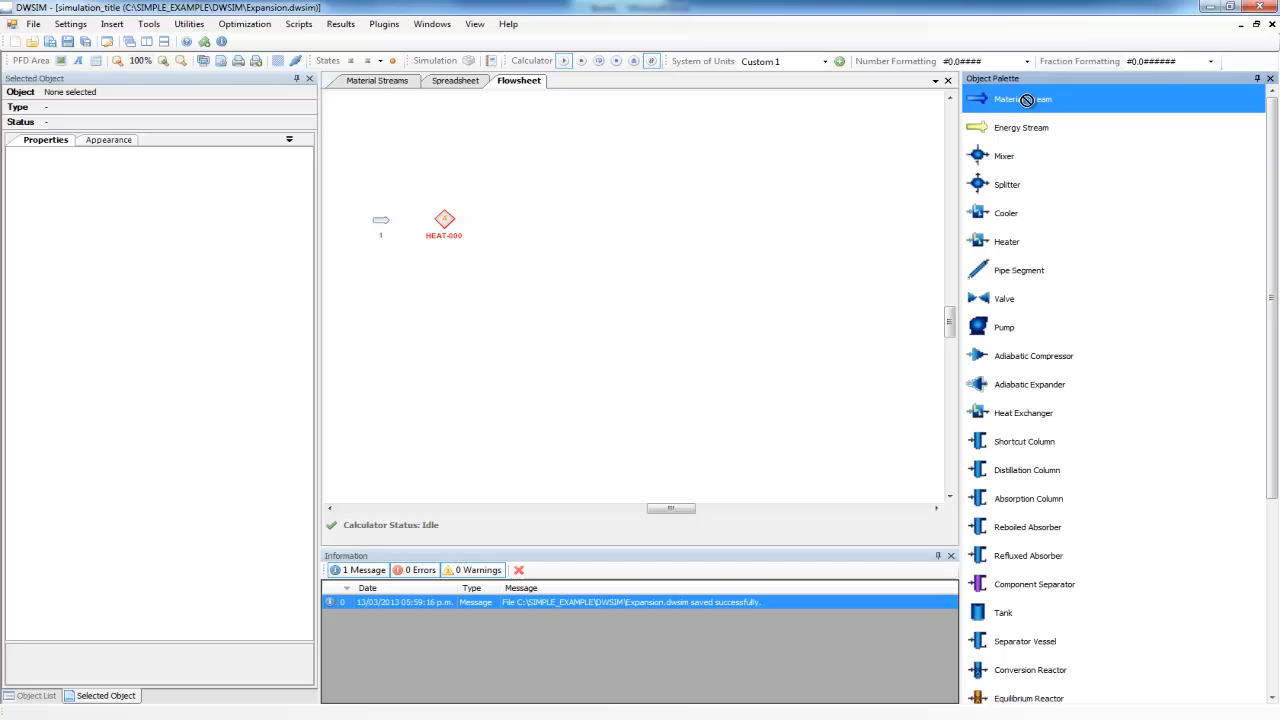 DWSIM - [simulation_title (C:\SIMPLE_EXAMPLE\DWSIM\Expansion.dwsim)]
File Settings Insert Tools Utilities Optimization Scripts Results Plugins Windows View Help
PFD Area 100% States Simulation Calculator System of Units Custom 1 Number Formatting #0.0#### Fraction Formatting #0.0######
Selected Object
Object None selected
Type -
Status -
Properties Appearance
Object List Selected Object
Material Streams Spreadsheet Flowsheet
1
A
HEAT-000
Calculator Status: Idle
Information
1 Message 0 Errors 0 Warnings
Date Type Message
0 13/03/2013 05:59:16 p.m. Message File C:\SIMPLE_EXAMPLE\DWSIM\Expansion.dwsim saved successfully.
Object Palette
Material Stream
Energy Stream
Mixer
Splitter
Cooler
Heater
Pipe Segment
Valve
Pump
Adiabatic Compressor
Adiabatic Expander
Heat Exchanger
Shortcut Column
Distillation Column
Absorption Column
Reboiled Absorber
Refluxed Absorber
Component Separator
Tank
Separator Vessel
Conversion Reactor
Equilibrium Reactor